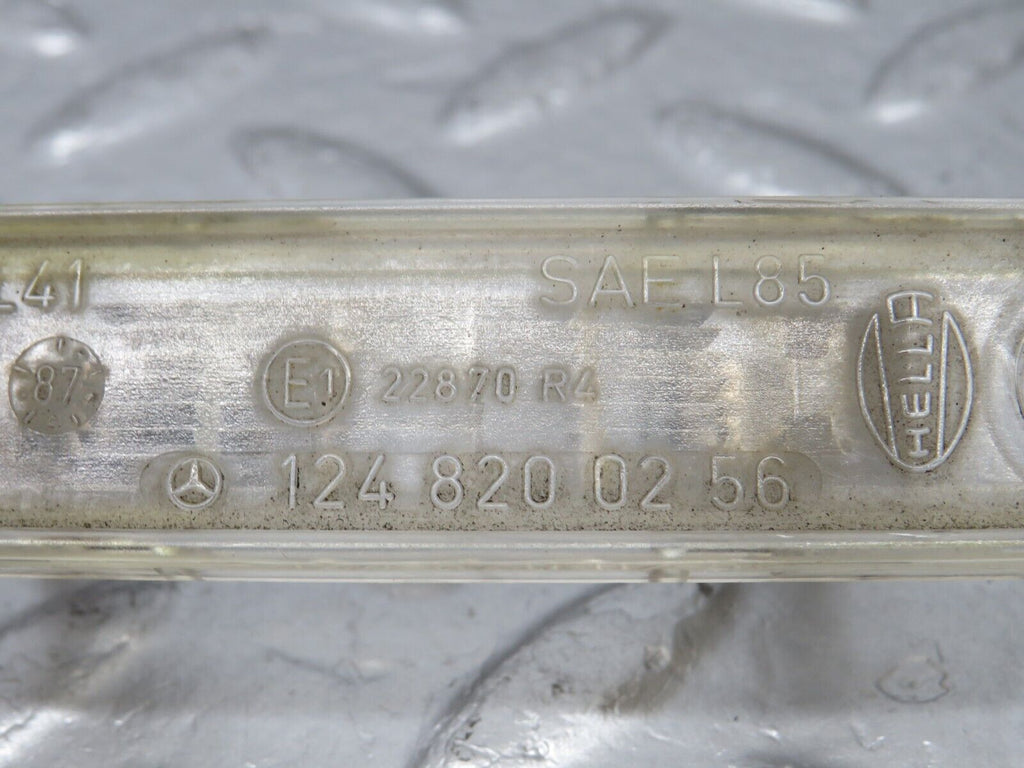 L41 SAE L85
87 E1 22870 R4
HELLA
124 820 02 56